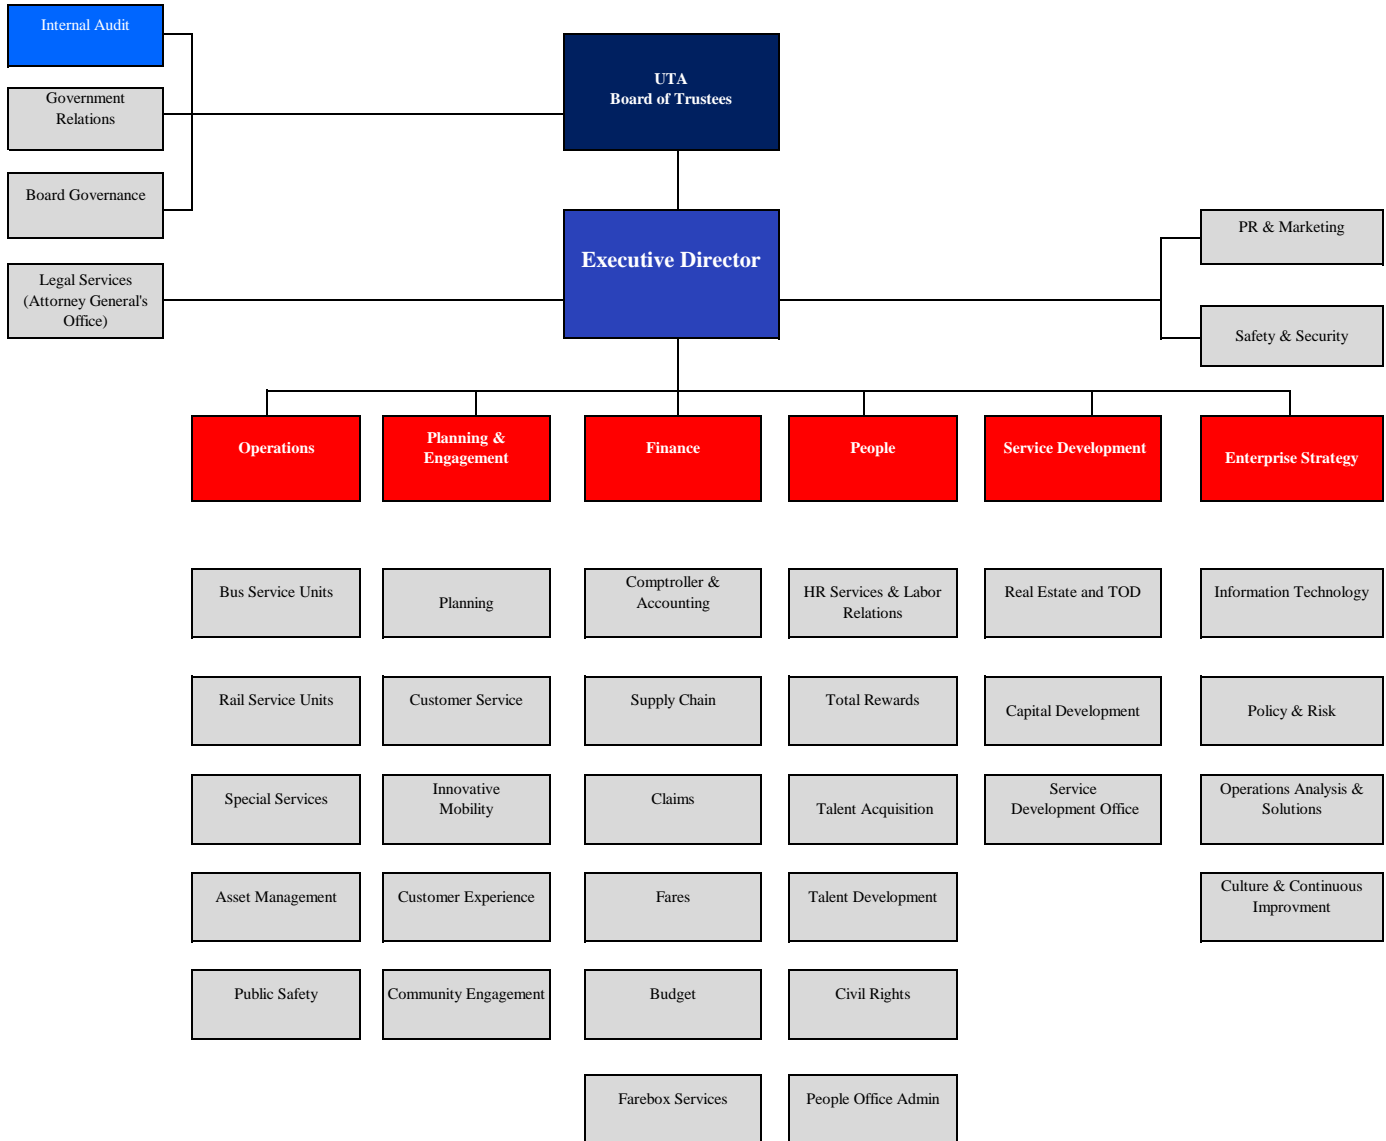 Internal Audit
UTA
Board of Trustees
Government
Relations
Board Governance
Executive Director
PR & Marketing
Legal Services
(Attorney General's
Office)
Safety & Security
Operations
Planning &
Engagement
Finance
People
Service Development
Enterprise Strategy
Bus Service Units
Planning
Comptroller &
Accounting
HR Services & Labor
Relations
Real Estate and TOD
Information Technology
Rail Service Units
Customer Service
Supply Chain
Total Rewards
Capital Development
Policy & Risk
Special Services
Innovative
Mobility
Claims
Talent Acquisition
Service
Development Office
Operations Analysis &
Solutions
Asset Management
Customer Experience
Fares
Talent Development
Culture & Continuous
Improvment
Public Safety
Community Engagement
Budget
Civil Rights
Farebox Services
People Office Admin